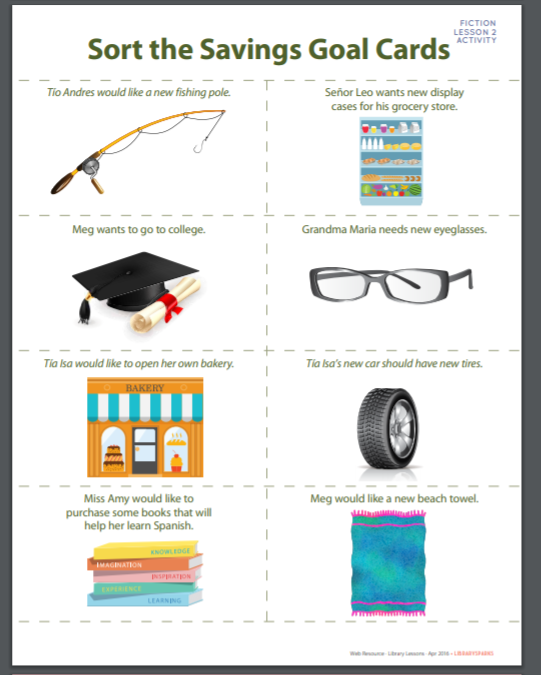 FICTION
LESSON 2
ACTIVITY
Sort the Savings Goal Cards
Tío Andres would like a new fishing pole.
Señor Leo wants new display
cases for his grocery store.
Meg wants to go to college.
Grandma Maria needs new eyeglasses.
Tía Isa would like to open her own bakery.
BAKERY
Tía Isa's new car should have new tires.
Miss Amy would like to
purchase some books that will
help her learn Spanish.
KNOWLEDGE
IMAGINATION
INSPIRATION
EXPERIENCE
LEARNING
Meg would like a new beach towel.
Web Resource · Library Lessons · Apr 2016 • LIBRARYSPARKS